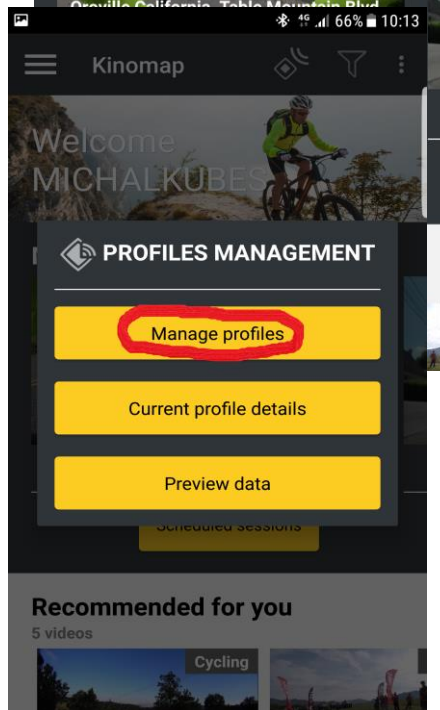 Oroville California, Table Mountain Blvd
4G 66% 10:13
Kinomap
Welcome
MICHALKUBES
PROFILES MANAGEMENT
Manage profiles
Current profile details
Preview data
Scheduled sessions
Recommended for you
5 videos
Cycling